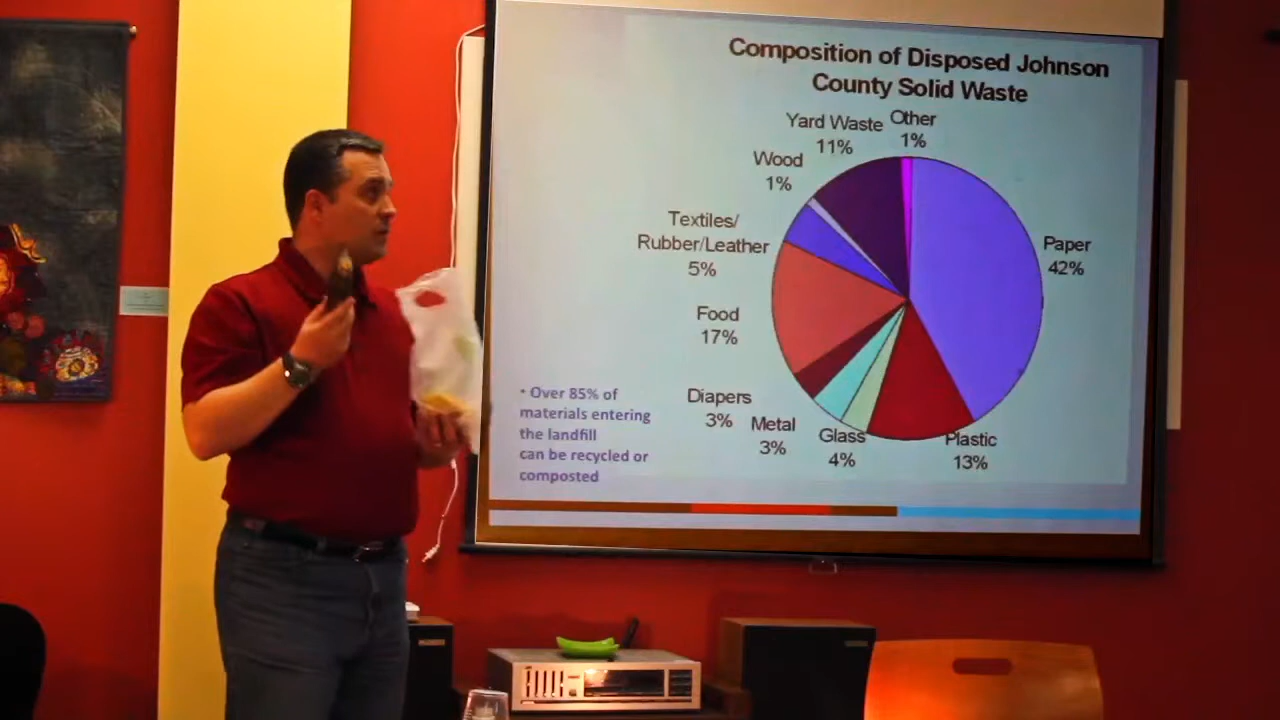 Composition of Disposed Johnson
County Solid Waste
Yard Waste
11%
Other
1%
Wood
1%
Textiles/
Rubber/Leather
5%
Paper
42%
Food
17%
Diapers
3%
Metal
3%
Glass
4%
Plastic
13%
• Over 85% of
materials entering
the landfill
can be recycled or
composted